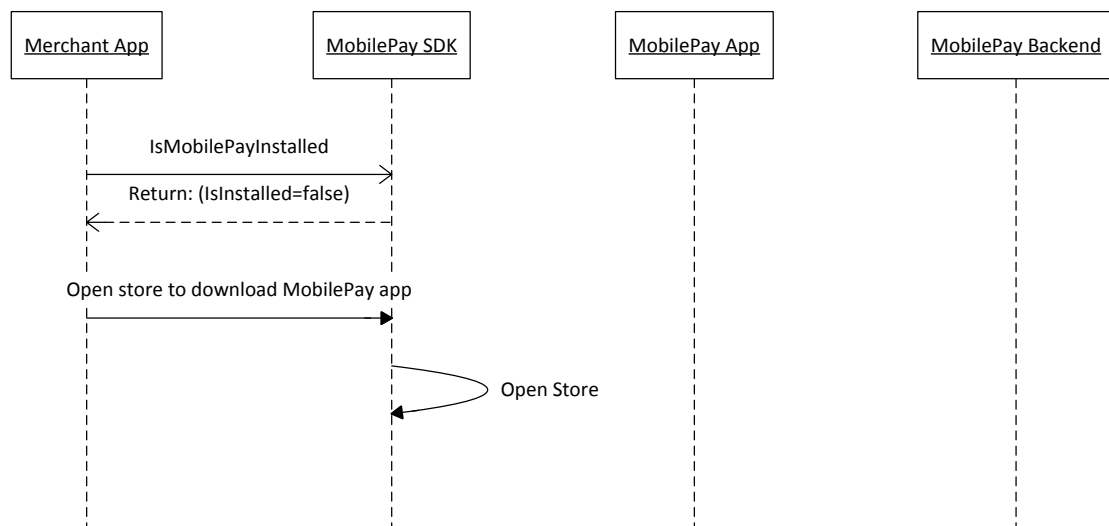 Merchant App
MobilePay SDK
MobilePay App
MobilePay Backend
IsMobilePayInstalled
Return: (IsInstalled=false)
Open store to download MobilePay app
Open Store